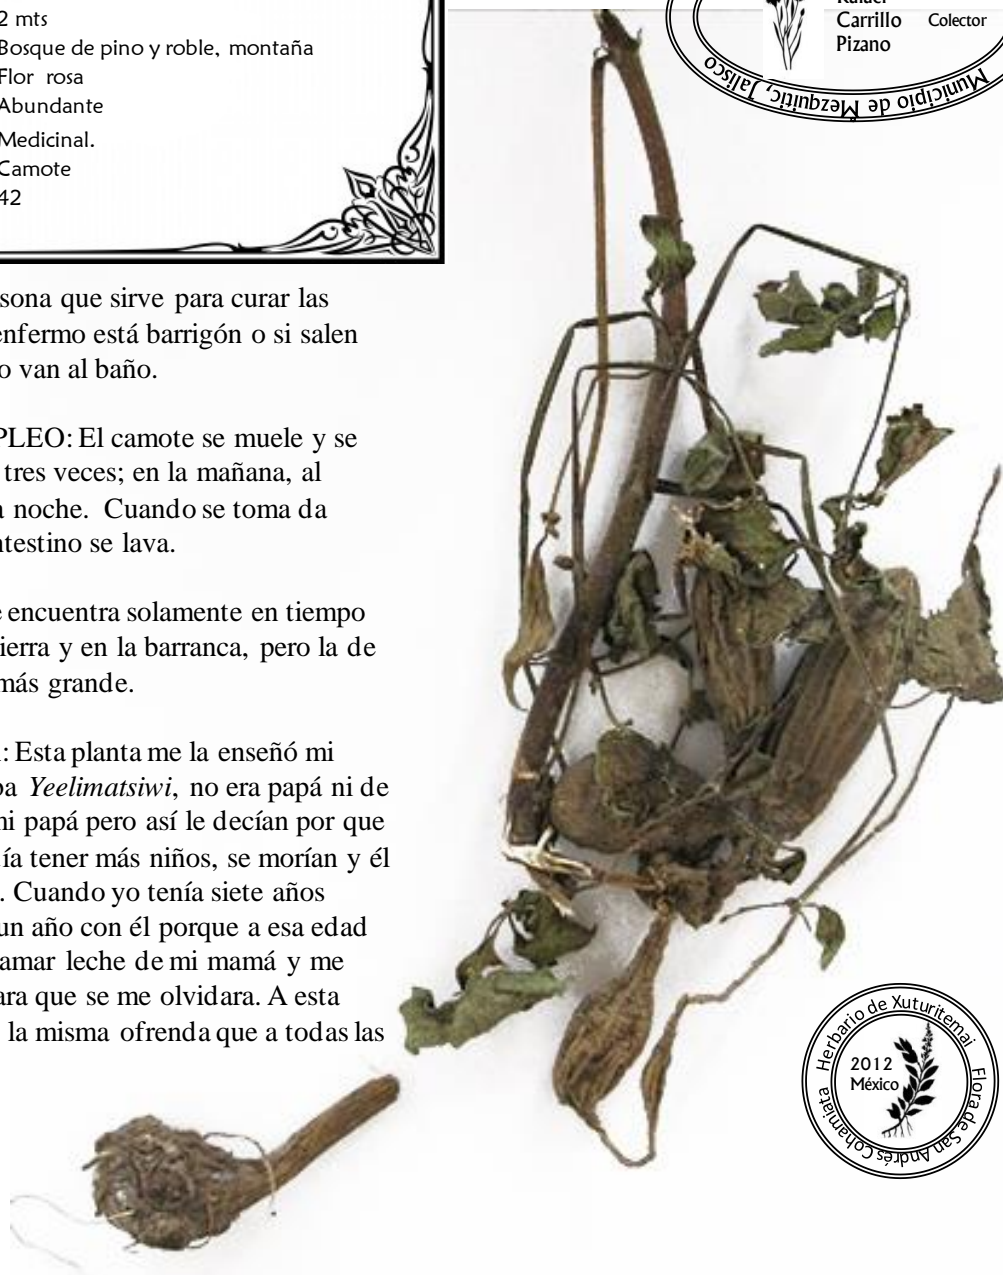 2 mts
Bosque de pino y roble, montaña
Flor rosa
Abundante
Medicinal.
Camote
42
Carrillo
Pizano
Colector
Municipio de Mezquitic, Jalisco
sona que sirve para curar las
enfermo está barrigón o si salen
o van al baño.
PLEO: El camote se muele y se
tres veces; en la mañana, al
a noche. Cuando se toma da
ntestino se lava.
e encuentra solamente en tiempo
ierra y en la barranca, pero la de
más grande.
: Esta planta me la enseñó mi
ba Yeelimatsiwi, no era papá ni de
mi papá pero así le decían por que
ía tener más niños, se morían y él
. Cuando yo tenía siete años
un año con él porque a esa edad
amar leche de mi mamá y me
ara que se me olvidara. A esta
la misma ofrenda que a todas las
Herbario de Xuturitemai
2012
México
Flora de San Andrés Cohamiata